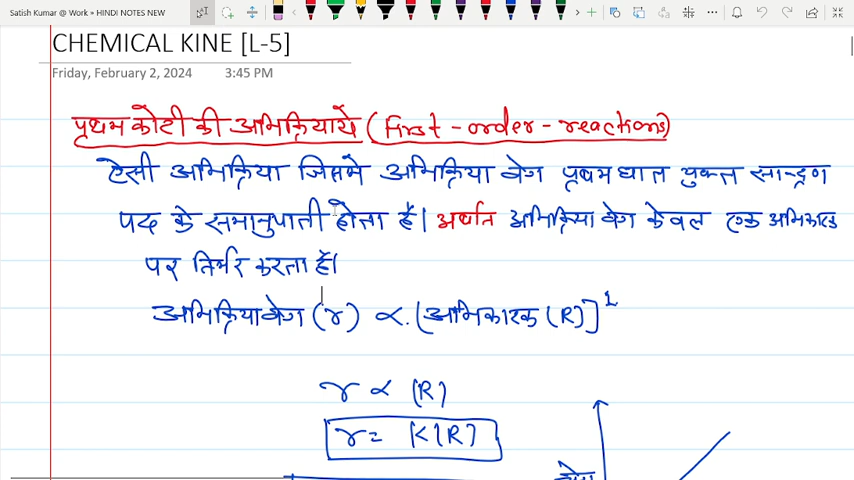 Satish Kumar @ Work » HINDI NOTES NEW
CHEMICAL KINE [L-5]
Friday, February 2, 2024 3:45 PM
प्रथम कोटी की अभिक्रियाये (First-order-reactions)
ऐसी अभिक्रिया जिसमे अभिक्रिया वेग प्रथम घात युक्त सान्द्रण
पद के समानुपाती होता है। अर्थात अभिक्रिया वेग केवल एक अभिकारक
पर निर्भर करता है।
अभिक्रिया वेग (r) ∝ [अभिकारक (R)]¹
r ∝ [R]
r = K[R]
वेग